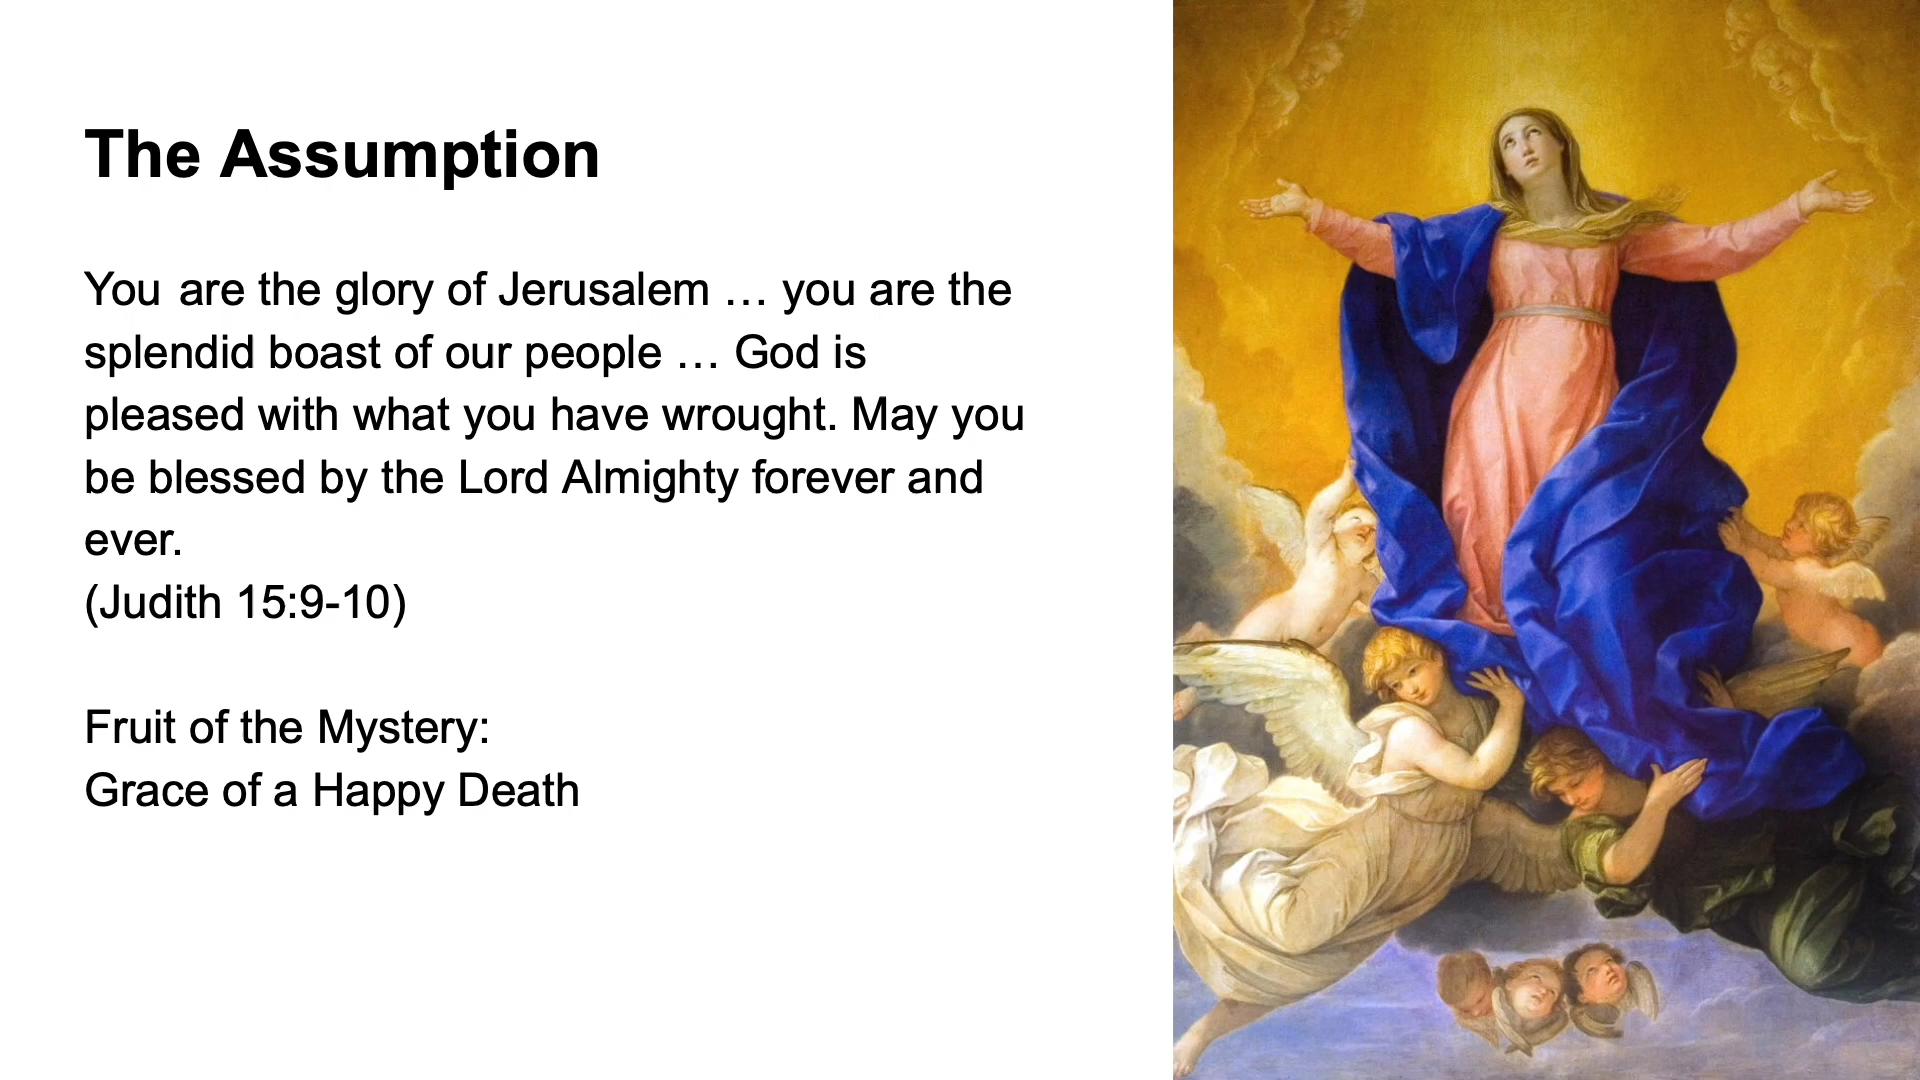 The Assumption
You are the glory of Jerusalem … you are the
splendid boast of our people … God is
pleased with what you have wrought. May you
be blessed by the Lord Almighty forever and
ever.
(Judith 15:9-10)
Fruit of the Mystery:
Grace of a Happy Death